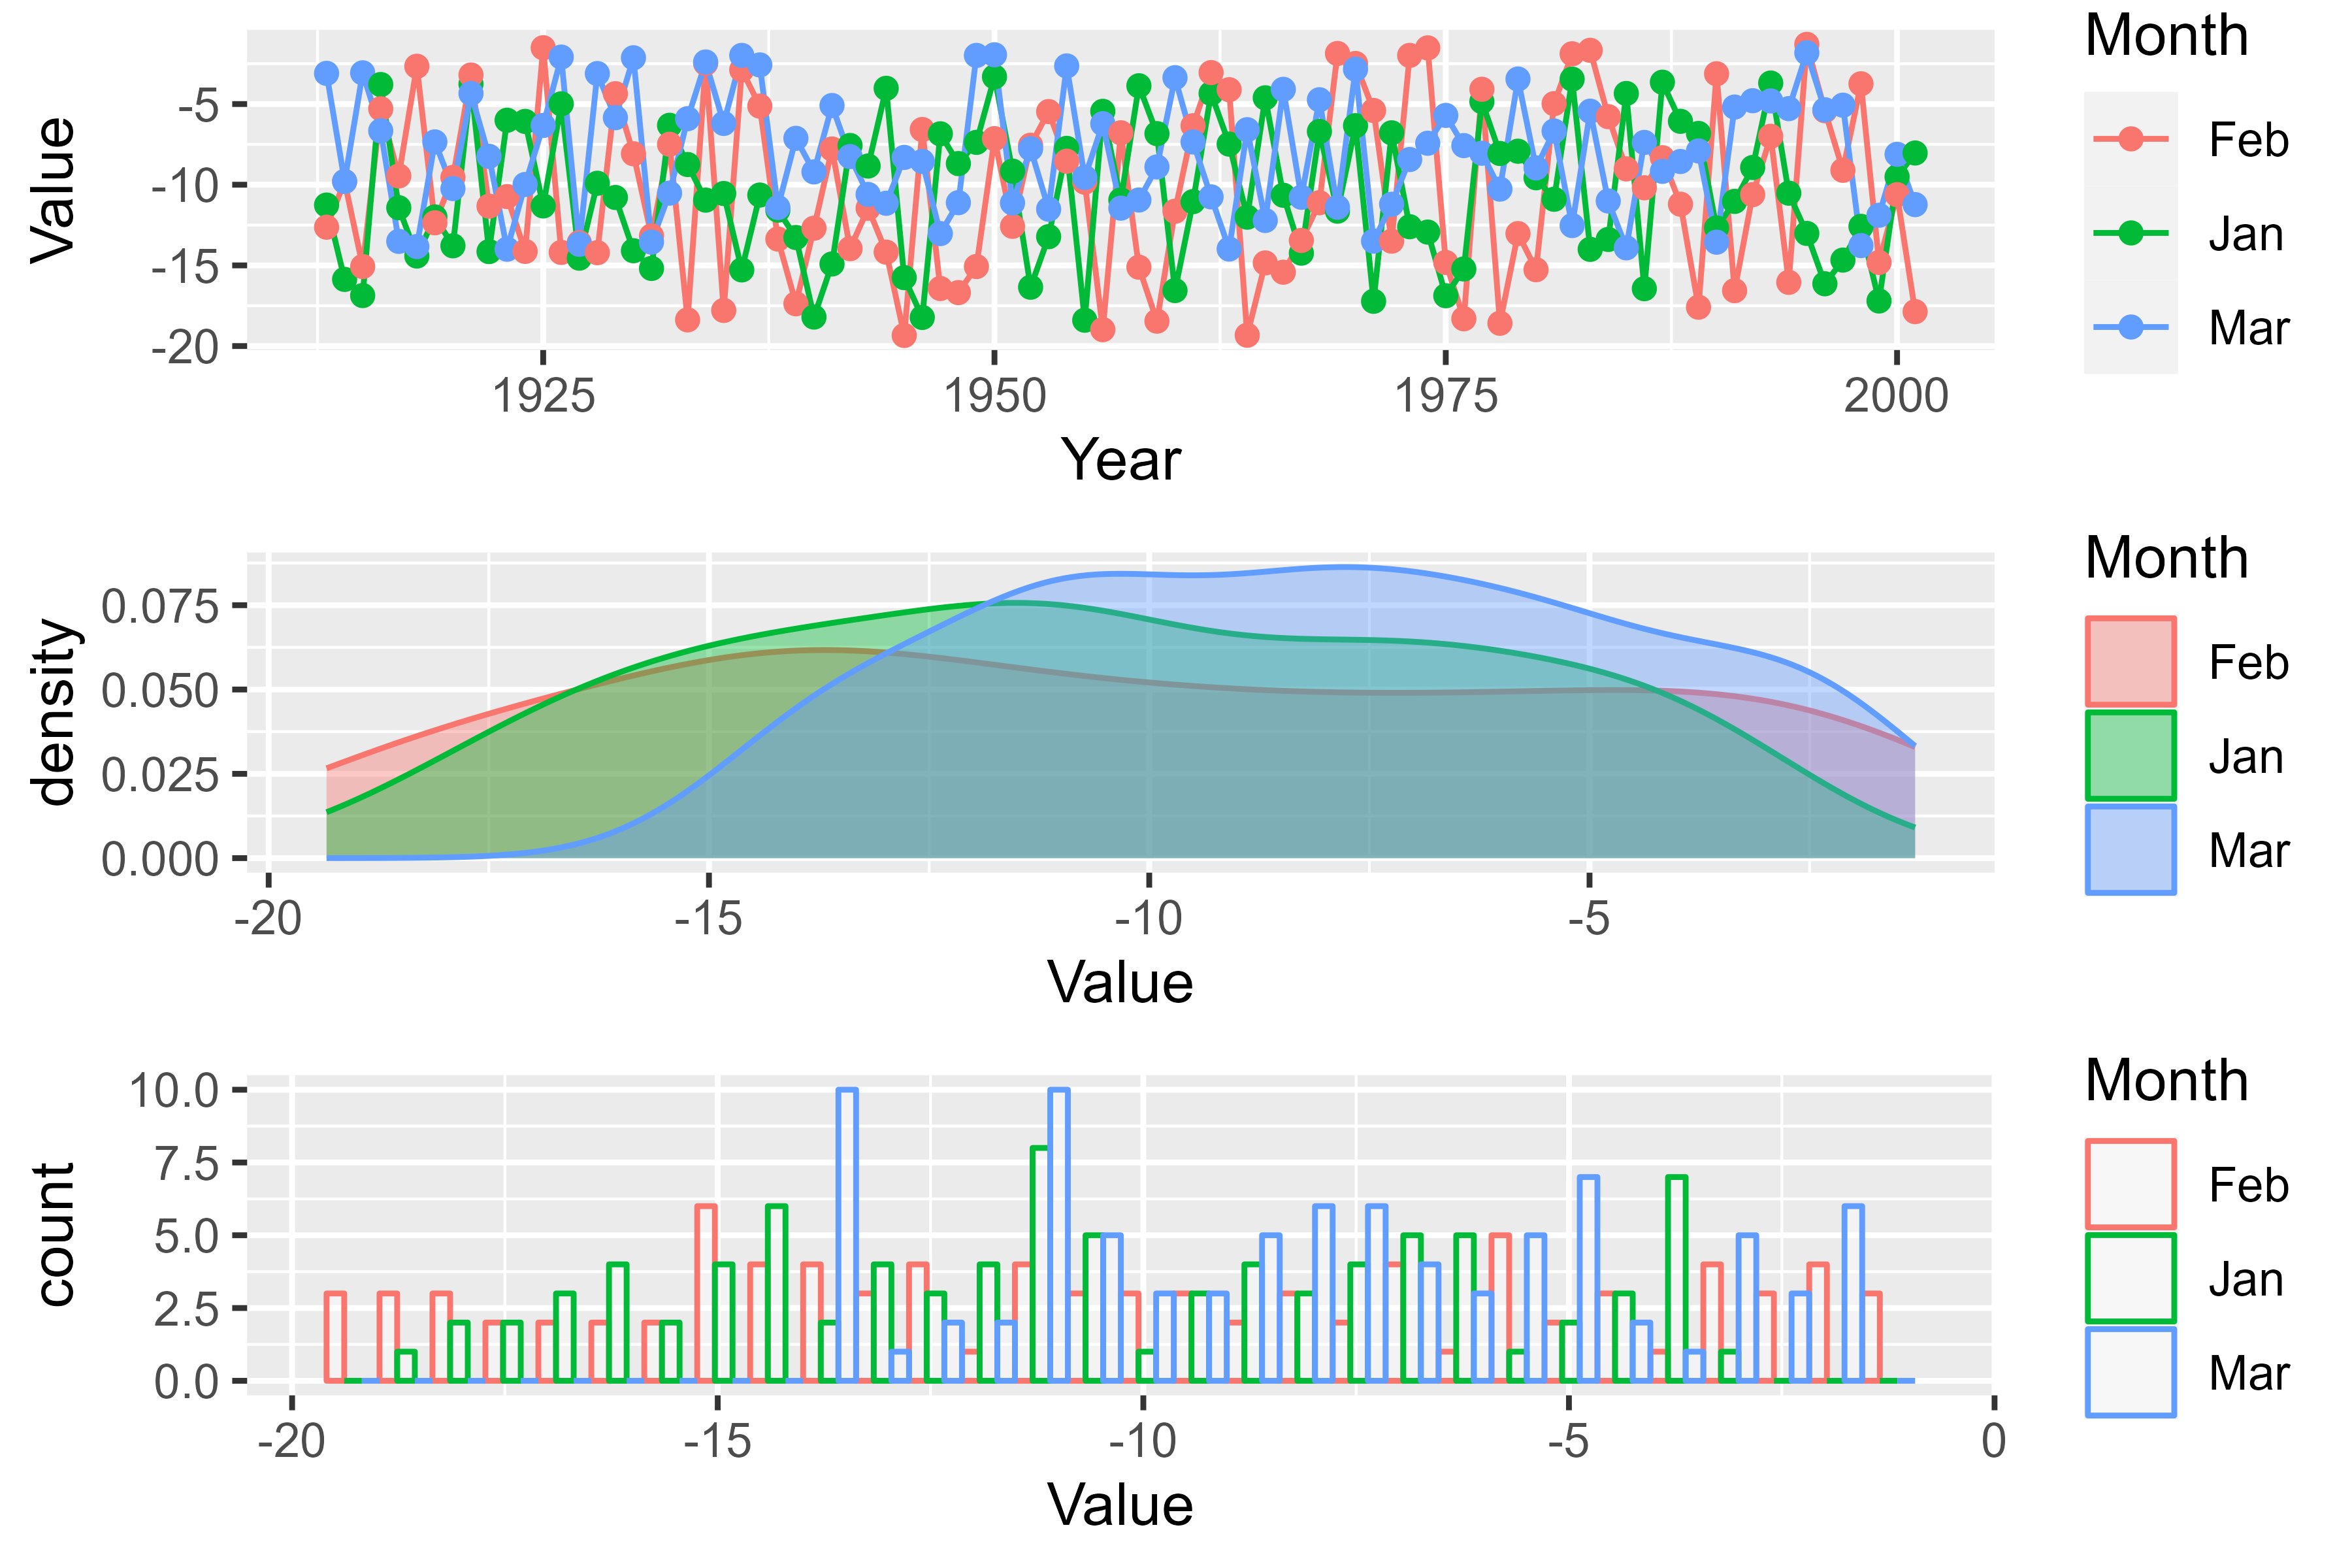 Value
-5
-10
-15
-20
1925 1950 1975 2000
Year
Month
Feb
Jan
Mar
density
0.075
0.050
0.025
0.000
-20 -15 -10 -5
Value
Month
Feb
Jan
Mar
count
10.0
7.5
5.0
2.5
0.0
-20 -15 -10 -5 0
Value
Month
Feb
Jan
Mar